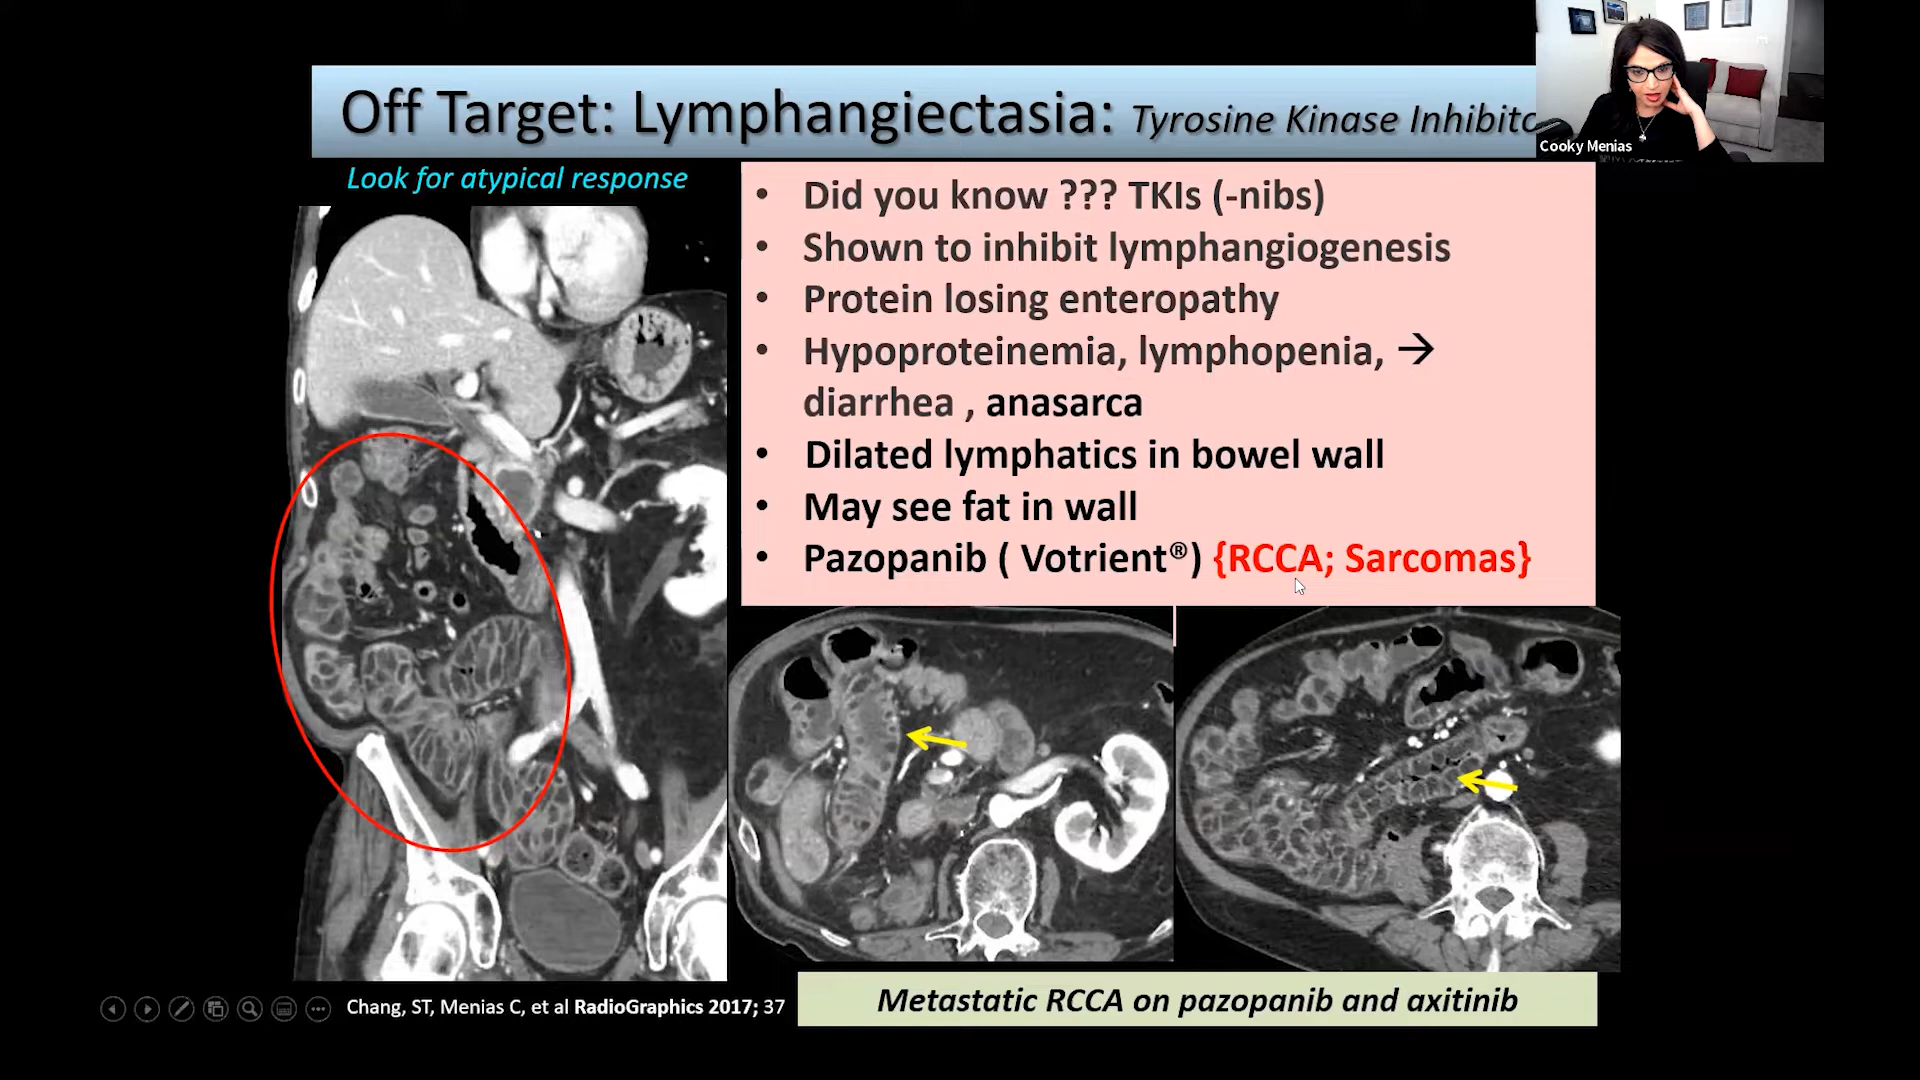 Off Target: Lymphangiectasia: Tyrosine Kinase Inhibito
Cooky Menias
Look for atypical response
• Did you know ??? TKIs (-nibs)
• Shown to inhibit lymphangiogenesis
• Protein losing enteropathy
• Hypoproteinemia, lymphopenia, →
diarrhea , anasarca
• Dilated lymphatics in bowel wall
• May see fat in wall
• Pazopanib ( Votrient®) {RCCA; Sarcomas}
Chang, ST, Menias C, et al RadioGraphics 2017; 37
Metastatic RCCA on pazopanib and axitinib